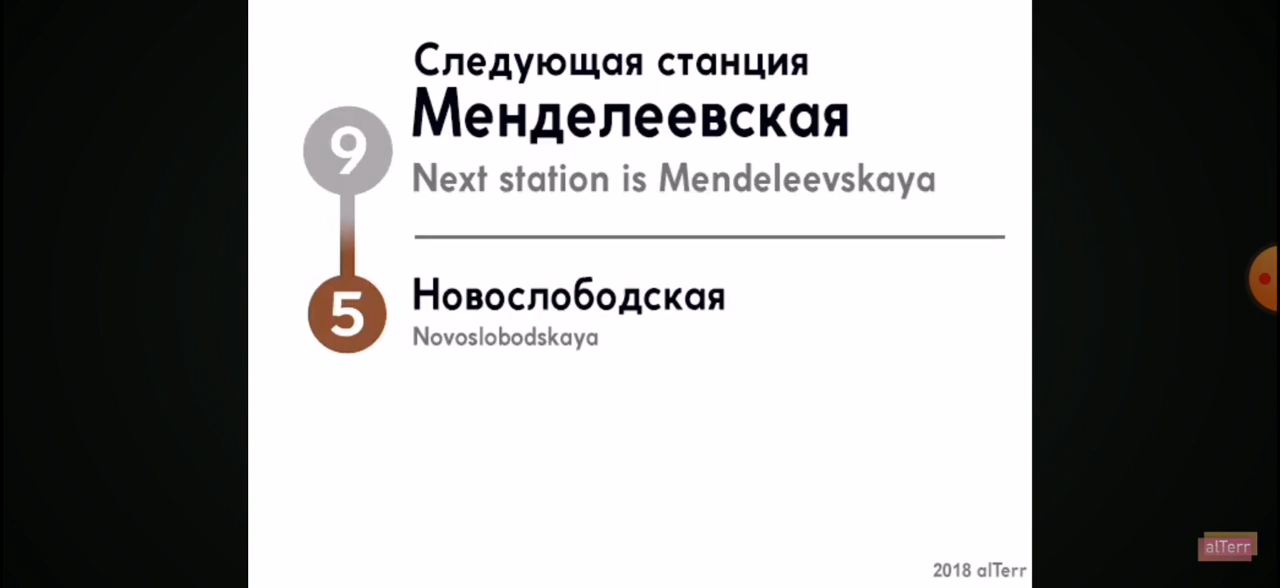 Следующая станция
9 Менделеевская
Next station is Mendeleevskaya
5 Новослободская
Novoslobodskaya
alTerr
2018 alTerr